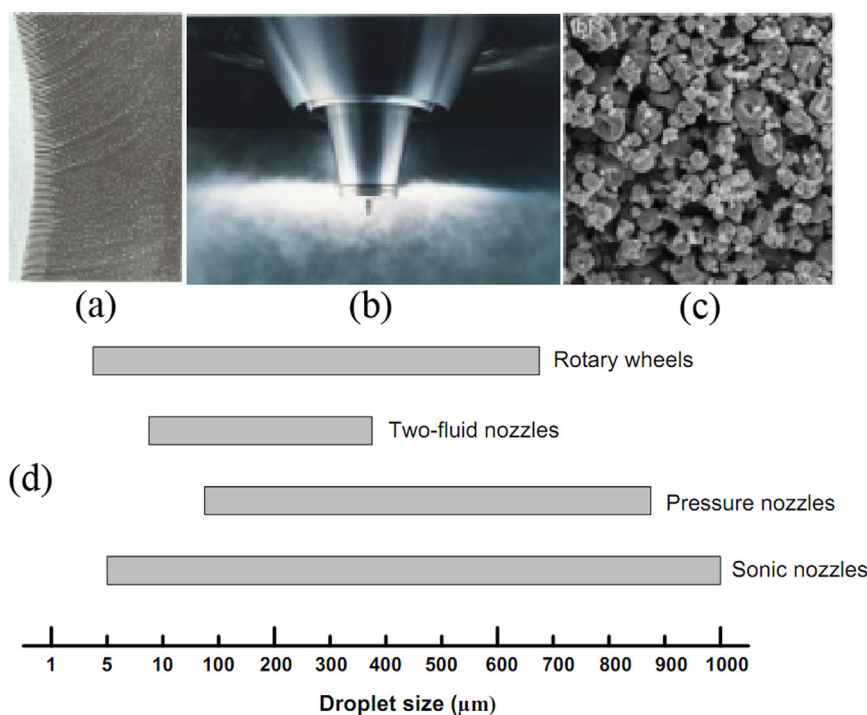 (b)
(a)
(b)
(c)
Rotary wheels
Two-fluid nozzles
(d)
Pressure nozzles
Sonic nozzles
1 5 10 100 200 300 400 500 600 700 800 900 1000
Droplet size (μm)